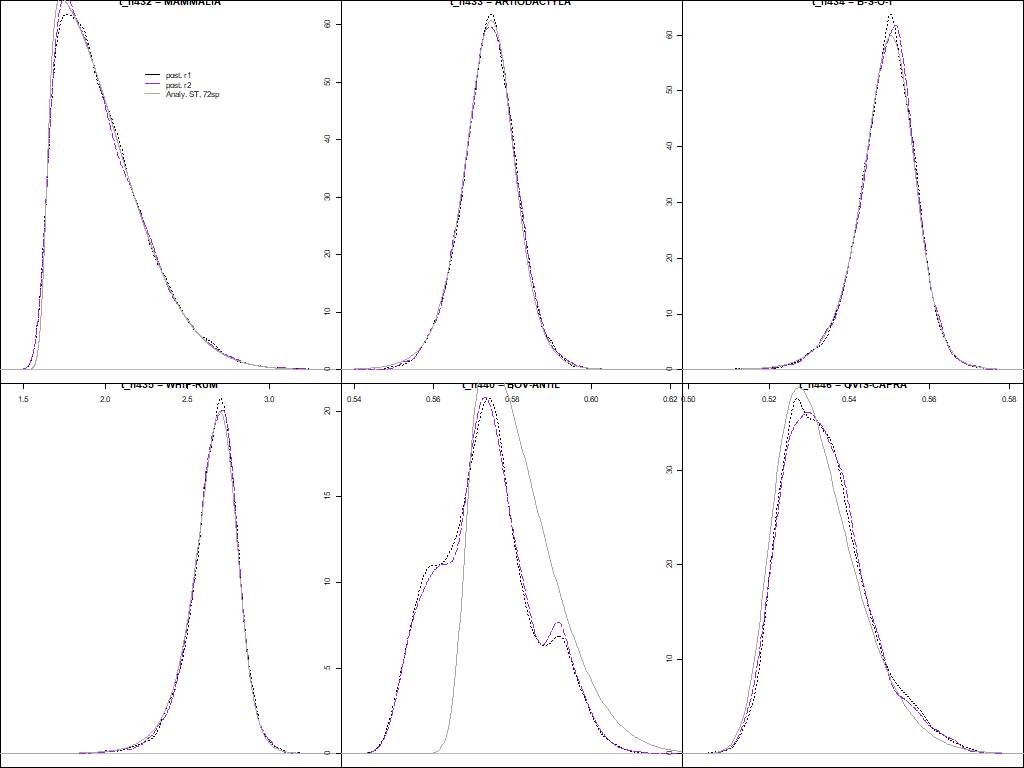 t_n432 – MAMMALIA
post. r1
post. r2
Analy. ST, 72sp
1.5 2.0 2.5 3.0
t_n433 – ARTIODACTYLA
0 10 20 30 40 50 60
0.54 0.56 0.58 0.60 0.62
t_n434 – B-S-O-T
0 10 20 30 40 50 60
0.50 0.52 0.54 0.56 0.58
t_n435 – WHIP-RUM
t_n440 – BOV-ANTIL
0 5 10 15 20
t_n446 – OVIS-CAPRA
0 10 20 30